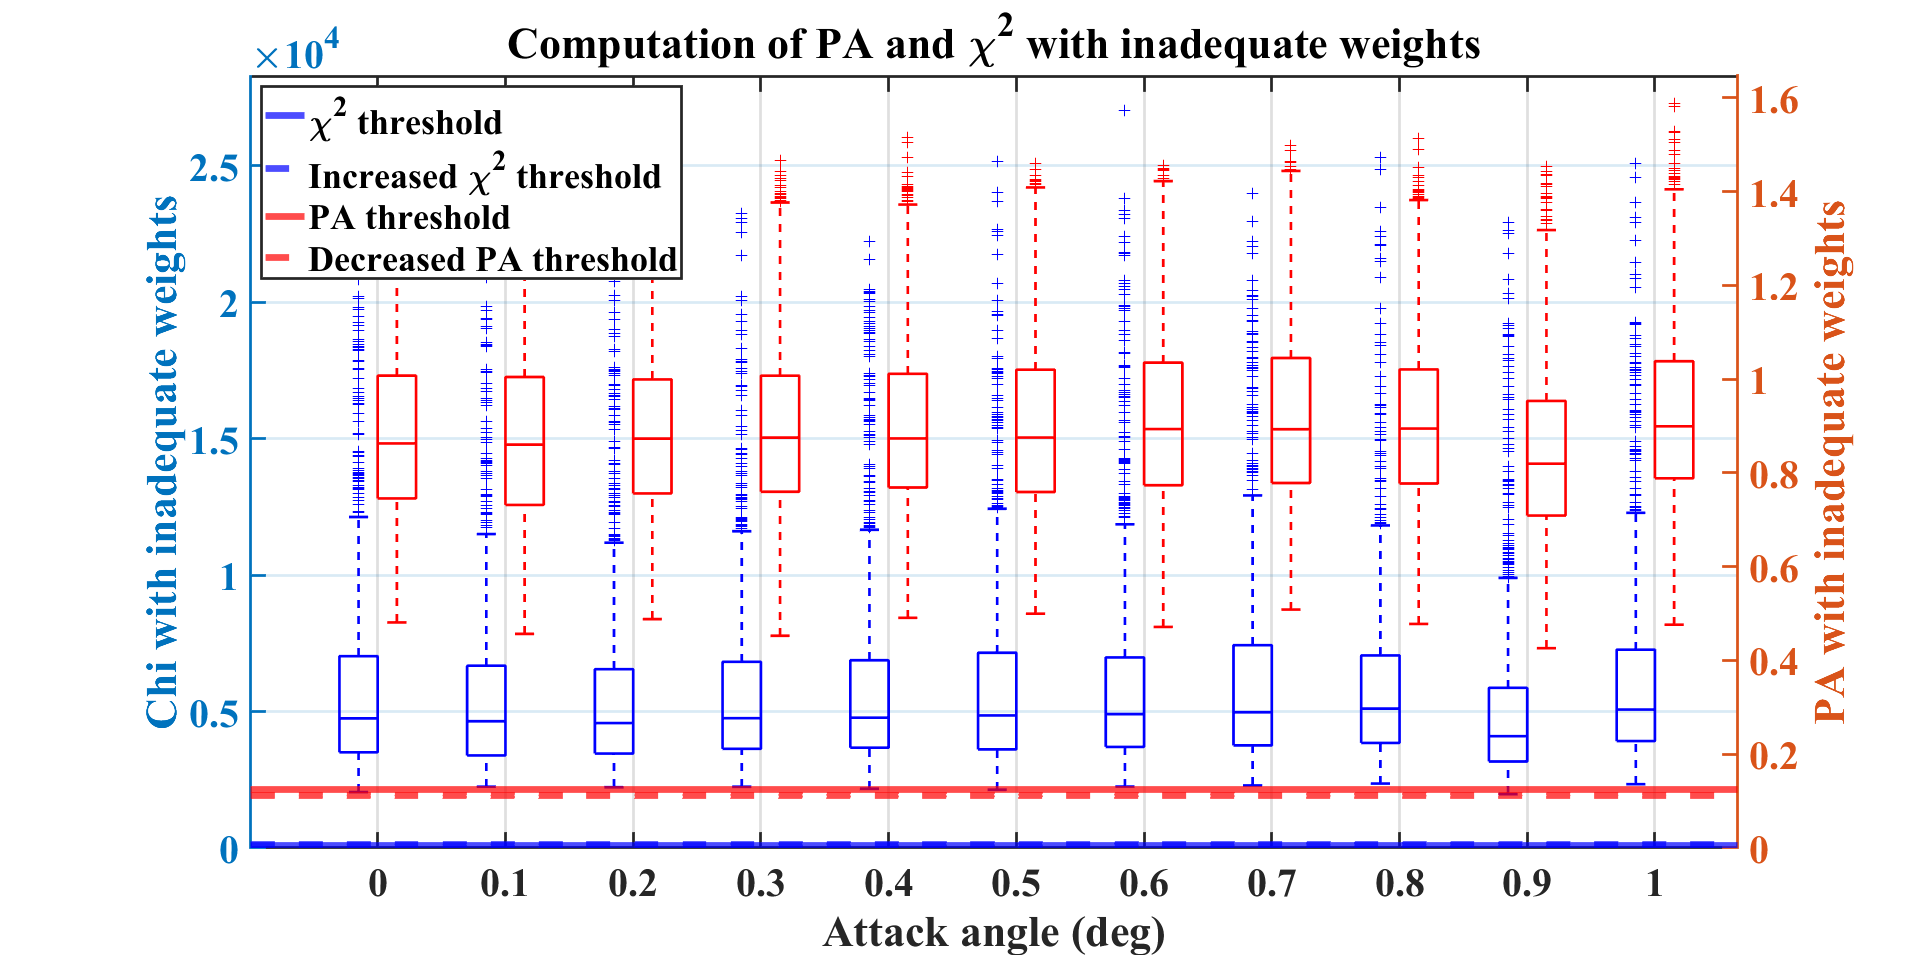 Computation of PA and χ² with inadequate weights
×10⁴
χ² threshold
Increased χ² threshold
PA threshold
Decreased PA threshold
2.5
2
1.5
1
0.5
0
Chi with inadequate weights
1.6
1.4
1.2
1
0.8
0.6
0.4
0.2
0
PA with inadequate weights
0 0.1 0.2 0.3 0.4 0.5 0.6 0.7 0.8 0.9 1
Attack angle (deg)